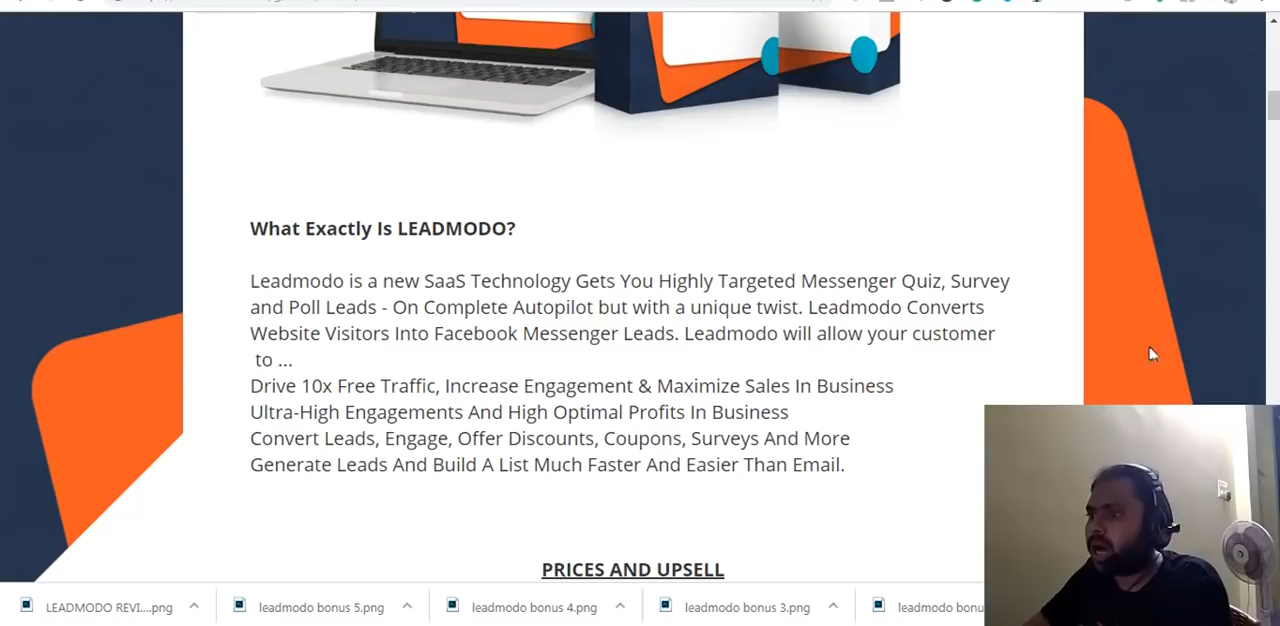 What Exactly Is LEADMODO?
Leadmodo is a new SaaS Technology Gets You Highly Targeted Messenger Quiz, Survey
and Poll Leads - On Complete Autopilot but with a unique twist. Leadmodo Converts
Website Visitors Into Facebook Messenger Leads. Leadmodo will allow your customer
to ...
Drive 10x Free Traffic, Increase Engagement & Maximize Sales In Business
Ultra-High Engagements And High Optimal Profits In Business
Convert Leads, Engage, Offer Discounts, Coupons, Surveys And More
Generate Leads And Build A List Much Faster And Easier Than Email.
PRICES AND UPSELL
LEADMODO REVI....png
leadmodo bonus 5.png
leadmodo bonus 4.png
leadmodo bonus 3.png
leadmodo bonu